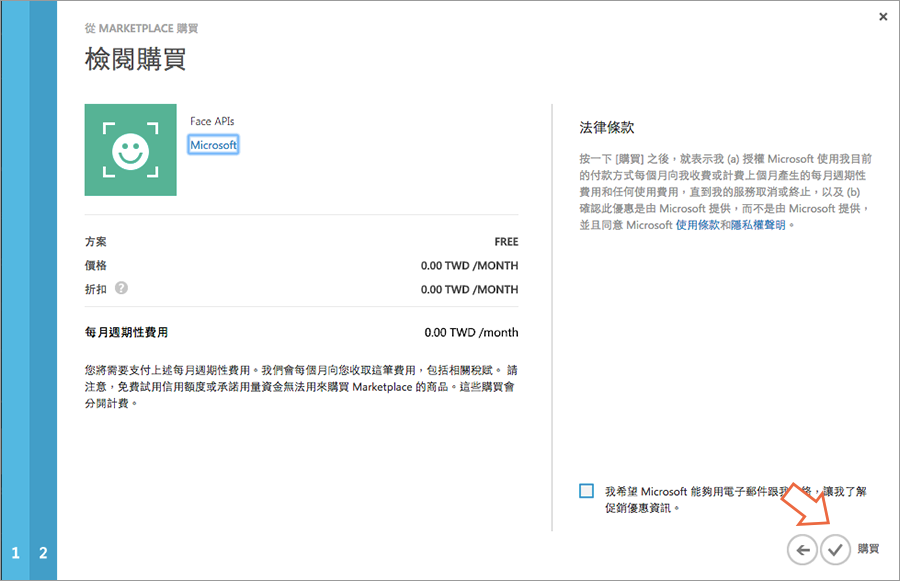 從 MARKETPLACE 購買
檢閱購買
Face APIs
Microsoft
方案 FREE
價格 0.00 TWD /MONTH
折扣 ? 0.00 TWD /MONTH
每月週期性費用 0.00 TWD /month
您將需要支付上述每月週期性費用。我們會每個月向您收取這筆費用，包括相關稅賦。 請
注意，免費試用信用額度或承諾用量資金無法用來購買 Marketplace 的商品。這些購買會
分開計費。
法律條款
按一下 [購買] 之後，就表示我 (a) 授權 Microsoft 使用我目前
的付款方式每個月向我收費或計費上個月產生的每月週期性
費用和任何使用費用，直到我的服務取消或終止，以及 (b)
確認此優惠是由 Microsoft 提供，而不是由 Microsoft 提供，
並且同意 Microsoft 使用條款和隱私權聲明。
我希望 Microsoft 能夠用電子郵件跟我絡，讓我了解
促銷優惠資訊。
購買
1 2